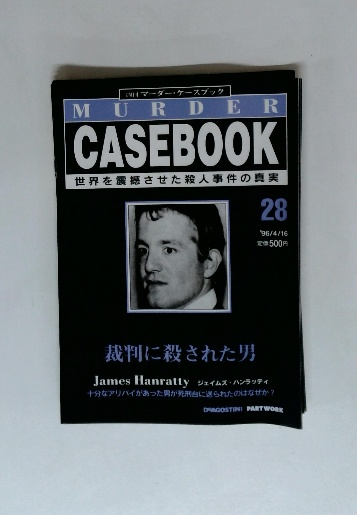 週刊マーダー・ケースブック
MURDER
CASEBOOK
世界を震撼させた殺人事件の真実
28
'96/4/16
定価500円
裁判に殺された男
James Hanratty ジェイムズ・ハンラッティ
十分なアリバイがあった男が死刑台に送られたのはなぜか？
DeAGOSTINI PARTWORK